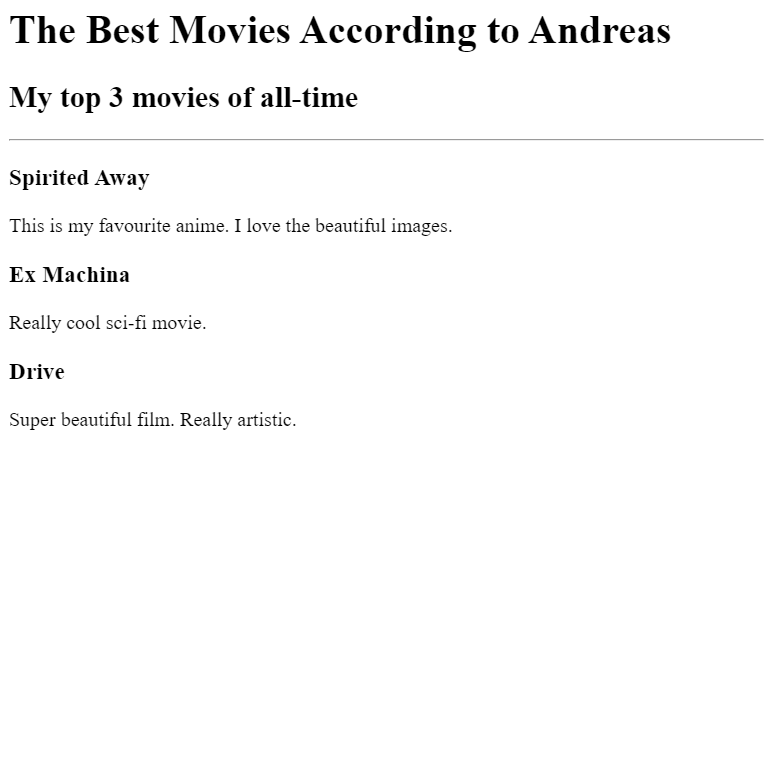 The Best Movies According to Andreas
My top 3 movies of all-time
Spirited Away
This is my favourite anime. I love the beautiful images.
Ex Machina
Really cool sci-fi movie.
Drive
Super beautiful film. Really artistic.